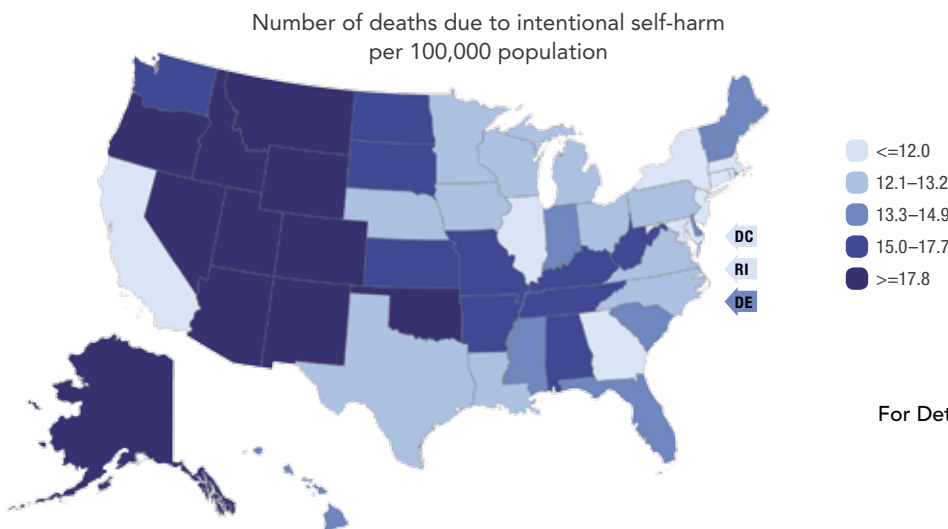 Number of deaths due to intentional self-harm
per 100,000 population
<=12.0
12.1–13.2
13.3–14.9
15.0–17.7
>=17.8
DC
RI
DE
For Det